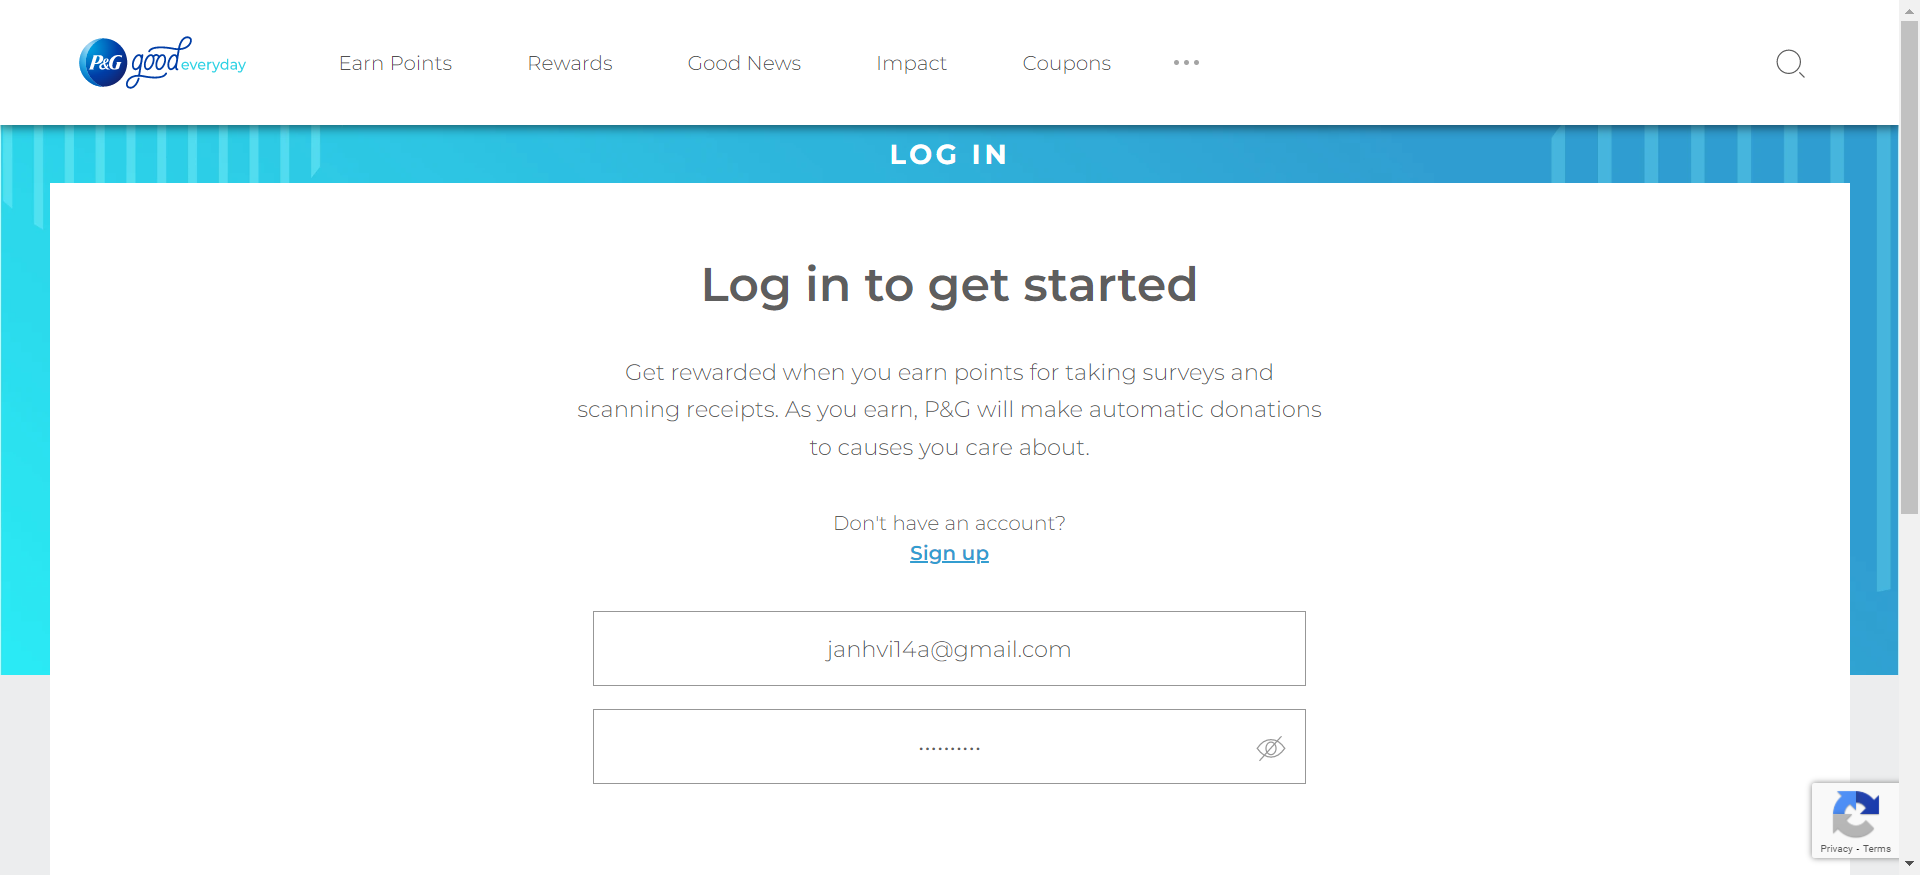 P&G good everyday
Earn Points
Rewards
Good News
Impact
Coupons
LOG IN
Log in to get started
Get rewarded when you earn points for taking surveys and
scanning receipts. As you earn, P&G will make automatic donations
to causes you care about.
Don't have an account?
Sign up
janhvi14a@gmail.com
Privacy - Terms